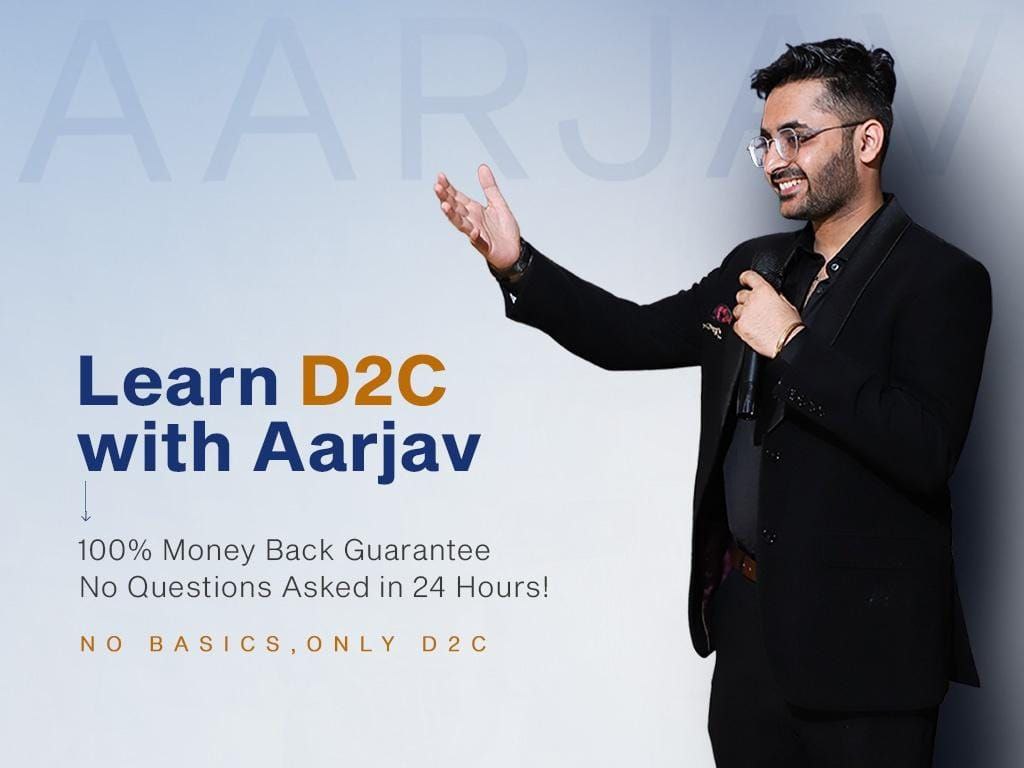 AARJAV
Learn D2C
with Aarjav
100% Money Back Guarantee
No Questions Asked in 24 Hours!
NO BASICS,ONLY D2C